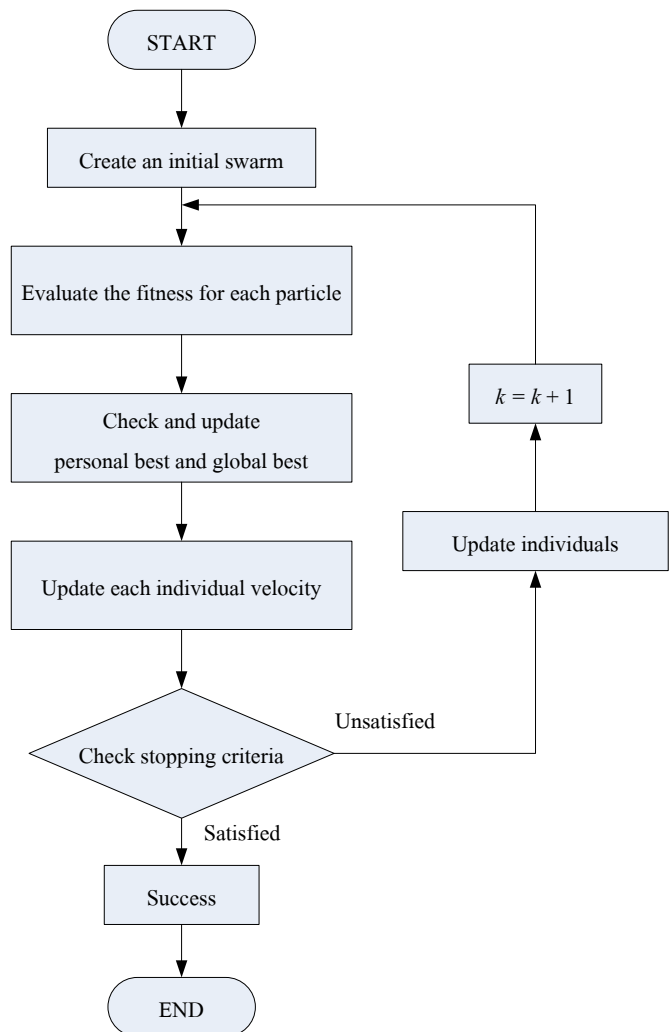 START
Create an initial swarm
Evaluate the fitness for each particle
Check and update
personal best and global best
Update each individual velocity
Check stopping criteria
Unsatisfied
Update individuals
k = k + 1
Satisfied
Success
END